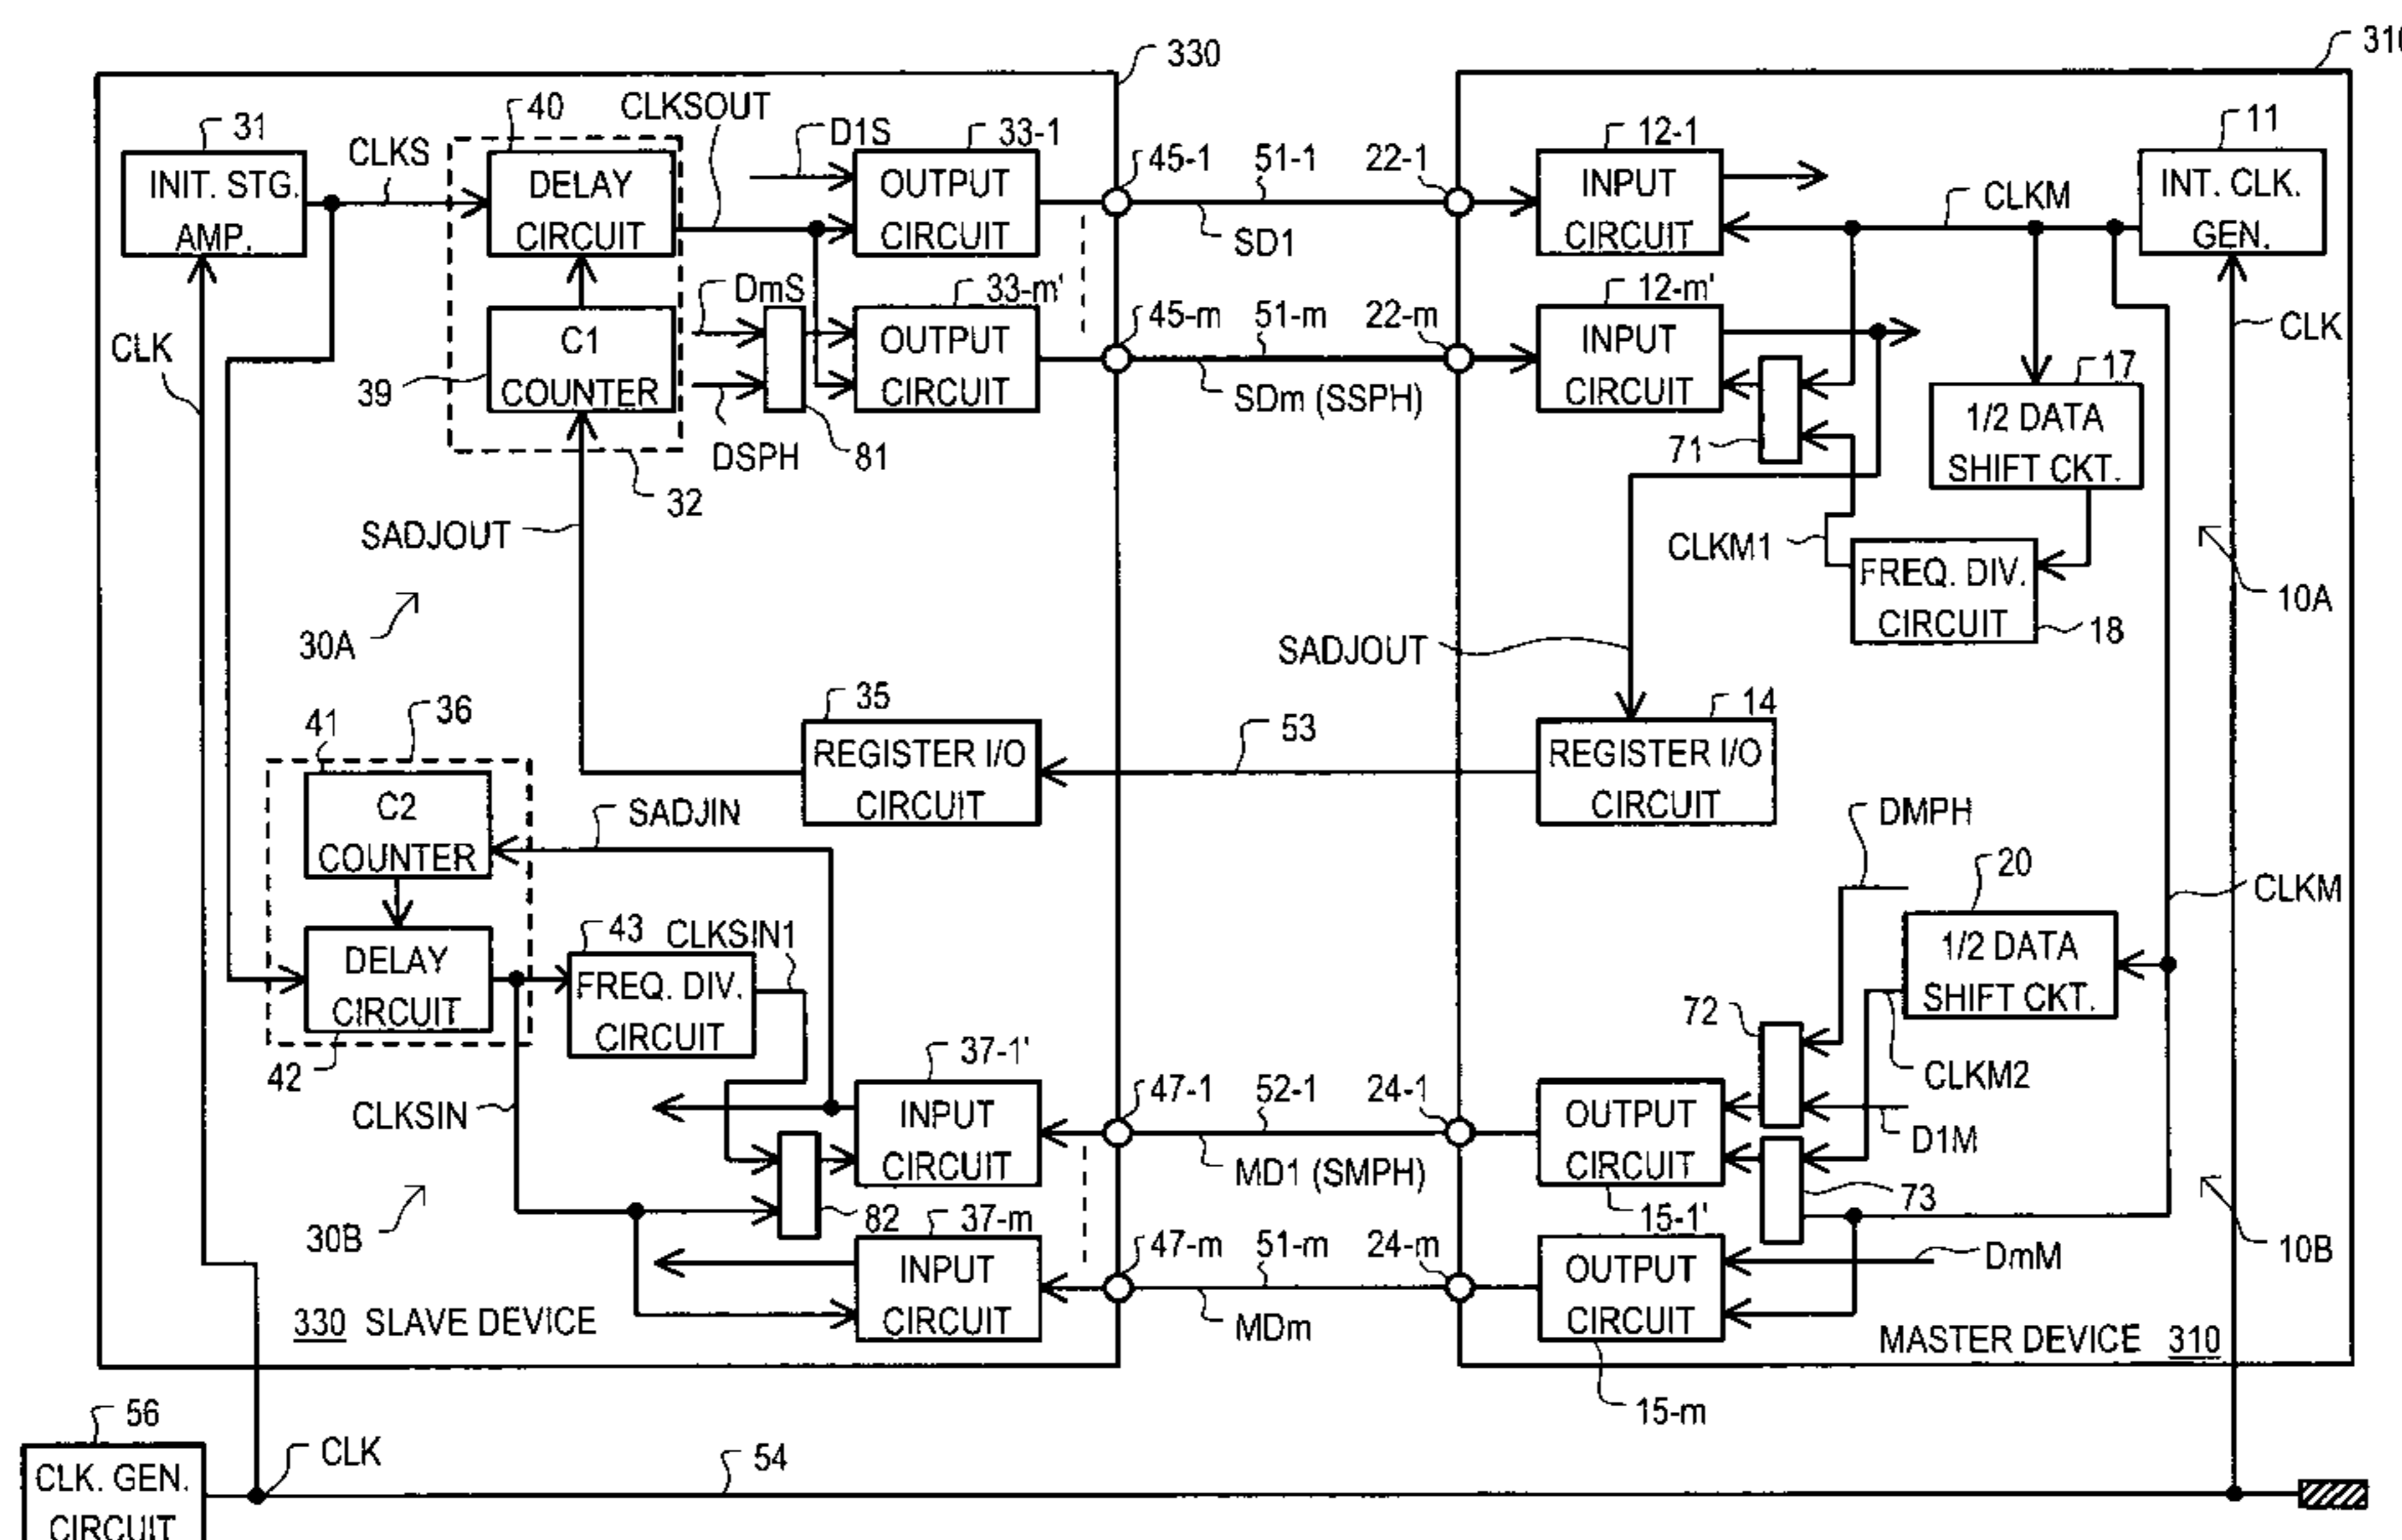 330
310
31
40
CLKSOUT
D1S
33-1
45-1
51-1
22-1
12-1
11
INIT. STG.
AMP.
CLKS
DELAY
CIRCUIT
OUTPUT
CIRCUIT
SD1
INPUT
CIRCUIT
CLKM
INT. CLK.
GEN.
CLK
39
C1
COUNTER
DmS
DSPH
81
33-m'
OUTPUT
CIRCUIT
45-m
51-m
22-m
SDm (SSPH)
12-m'
INPUT
CIRCUIT
71
CLK
17
1/2 DATA
SHIFT CKT.
32
SADJOUT
30A
CLKM1
FREQ. DIV.
CIRCUIT
18
10A
SADJOUT
41
36
35
REGISTER I/O
CIRCUIT
53
14
REGISTER I/O
CIRCUIT
C2
COUNTER
SADJIN
DMPH
20
CLKM
DELAY
CIRCUIT
42
43
CLKSIN1
FREQ. DIV.
CIRCUIT
1/2 DATA
SHIFT CKT.
72
CLKM2
CLKSIN
37-1'
INPUT
CIRCUIT
47-1
52-1
24-1
MD1 (SMPH)
OUTPUT
CIRCUIT
D1M
15-1'
73
30B
82
37-m
INPUT
CIRCUIT
47-m
51-m
24-m
MDm
OUTPUT
CIRCUIT
DmM
10B
15-m
330 SLAVE DEVICE
MASTER DEVICE 310
56
CLK. GEN.
CIRCUIT
CLK
54